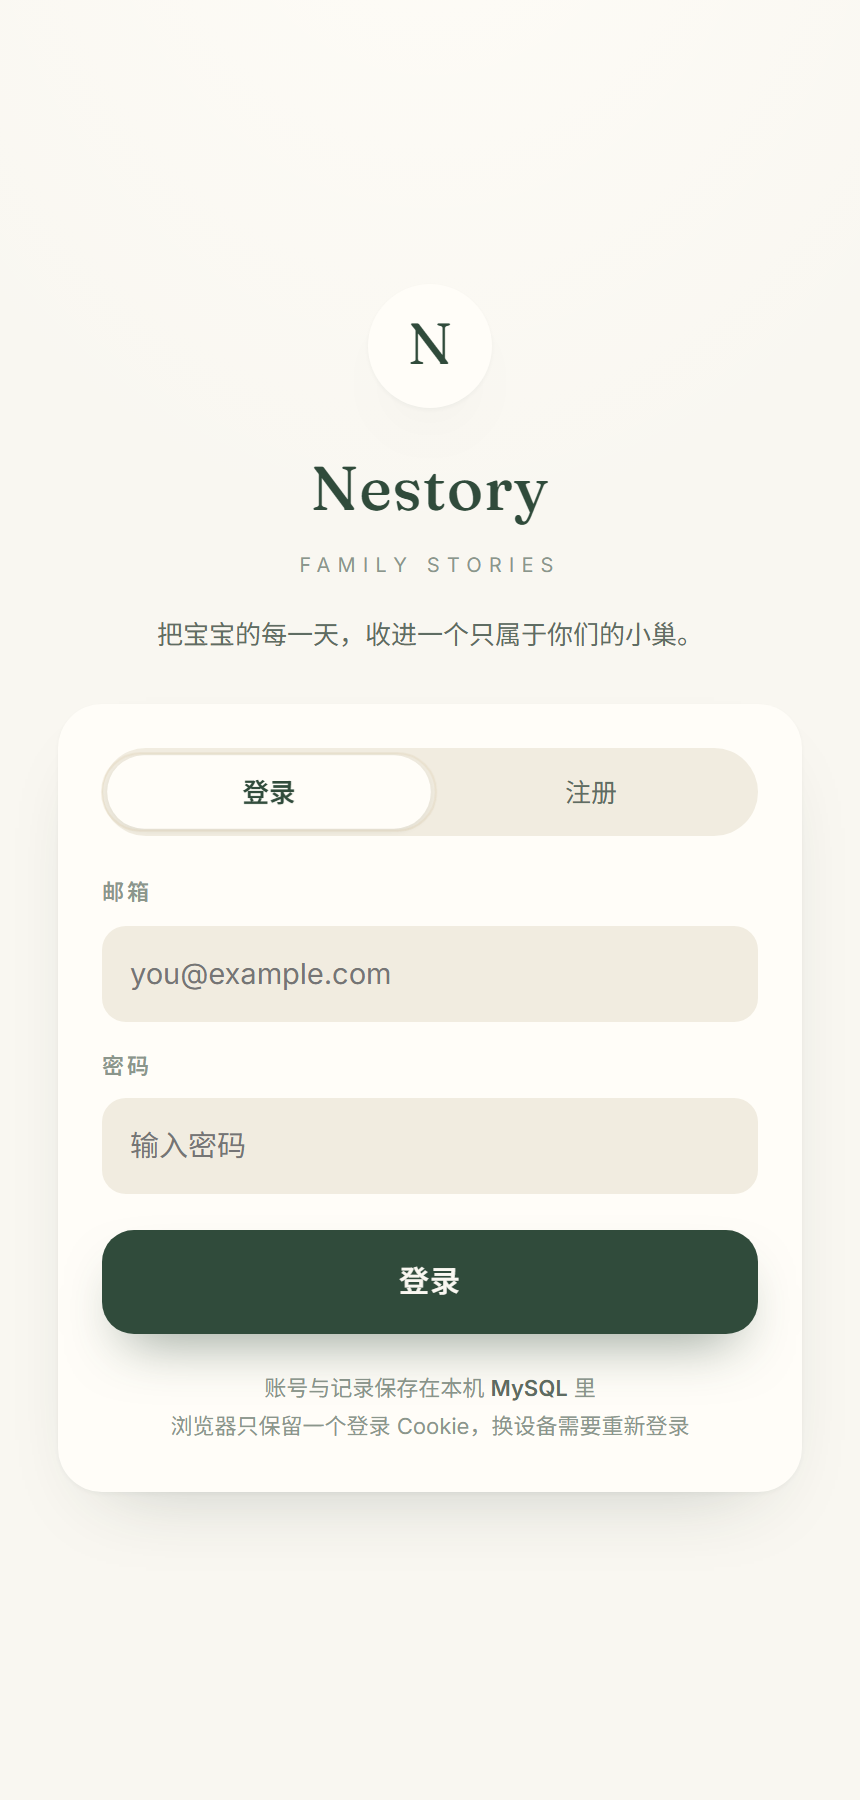 N
Nestory
FAMILY STORIES
把宝宝的每一天，收进一个只属于你们的小巢。
登录 注册
邮箱
you@example.com
密码
输入密码
登录
账号与记录保存在本机 MySQL 里
浏览器只保留一个登录 Cookie，换设备需要重新登录